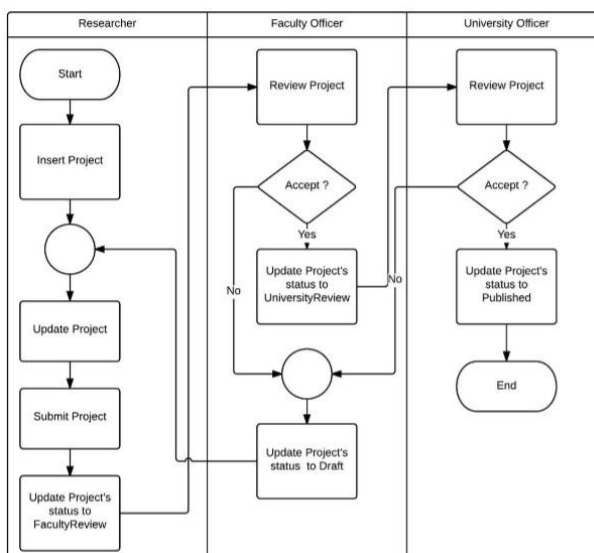 Researcher
Faculty Officer
University Officer
Start
Insert Project
Update Project
Submit Project
Update Project's
status to
FacultyReview
Review Project
Accept ?
Yes
No
Update Project's
status to
UniversityReview
Update Project's
status to Draft
Review Project
Accept ?
Yes
No
Update Project's
status to
Published
End